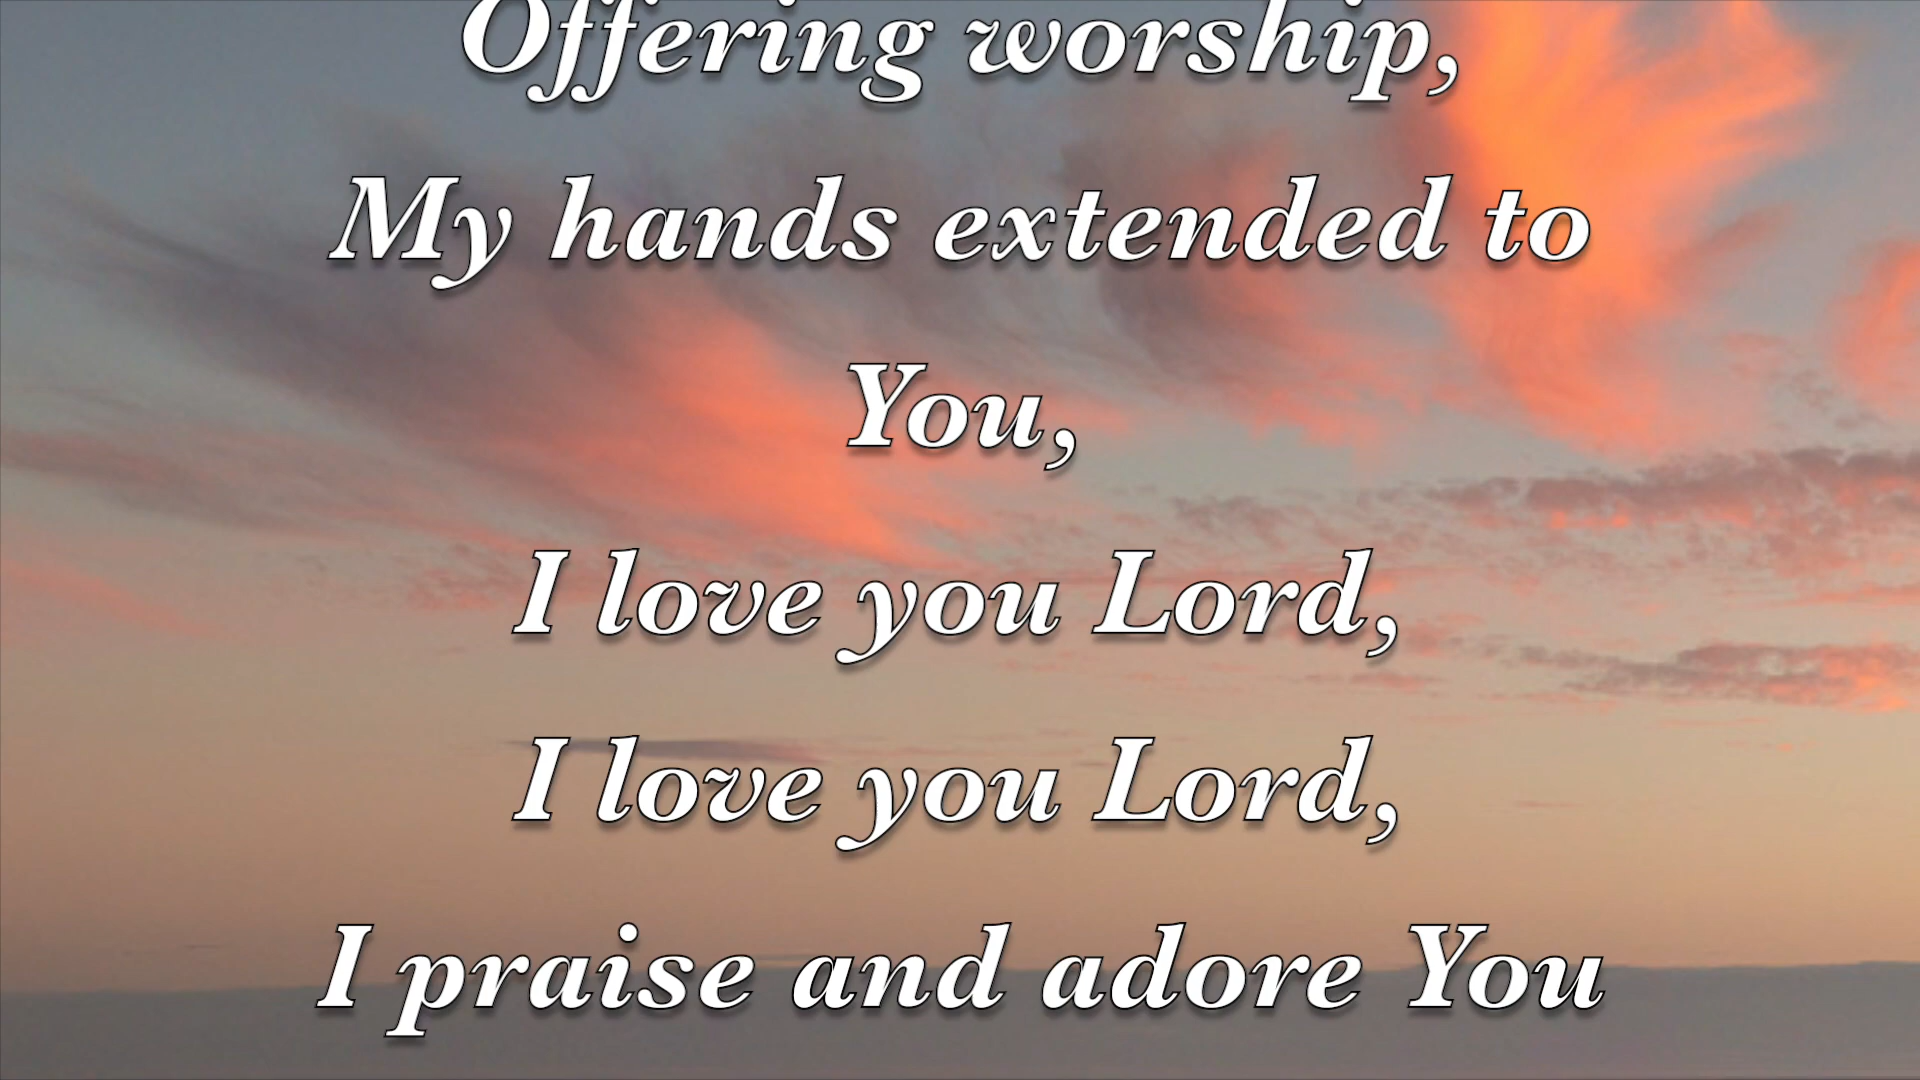 Offering worship,
My hands extended to
You,
I love you Lord,
I love you Lord,
I praise and adore You